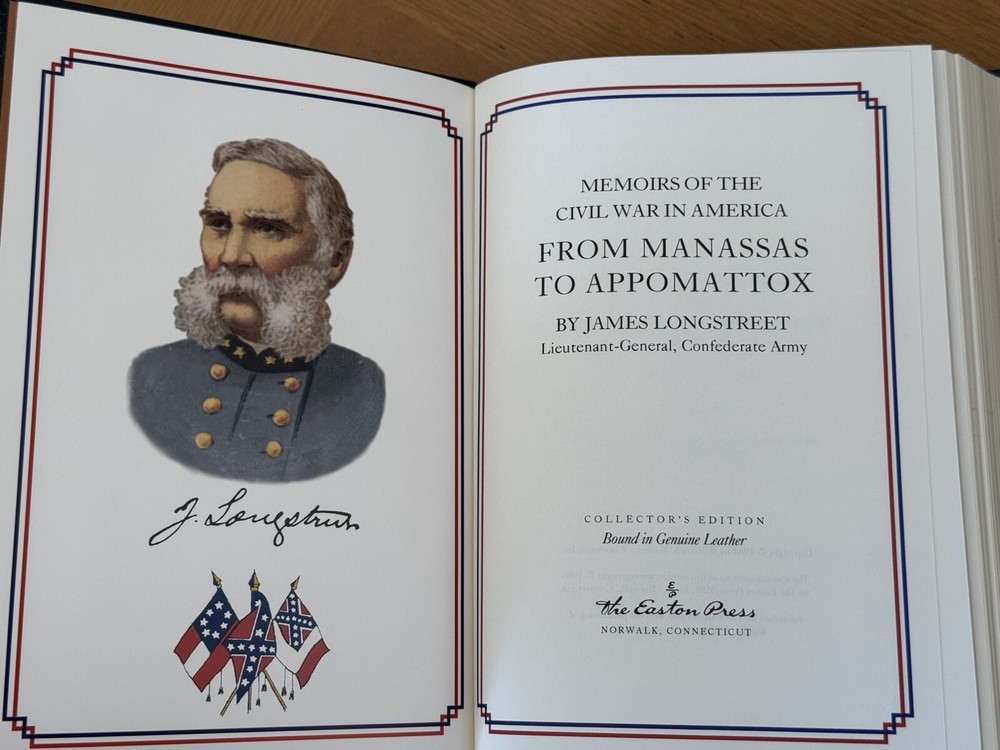 J. Longstreet
MEMOIRS OF THE
CIVIL WAR IN AMERICA
FROM MANASSAS
TO APPOMATTOX
BY JAMES LONGSTREET
Lieutenant-General, Confederate Army
COLLECTOR'S EDITION
Bound in Genuine Leather
The Easton Press
NORWALK, CONNECTICUT